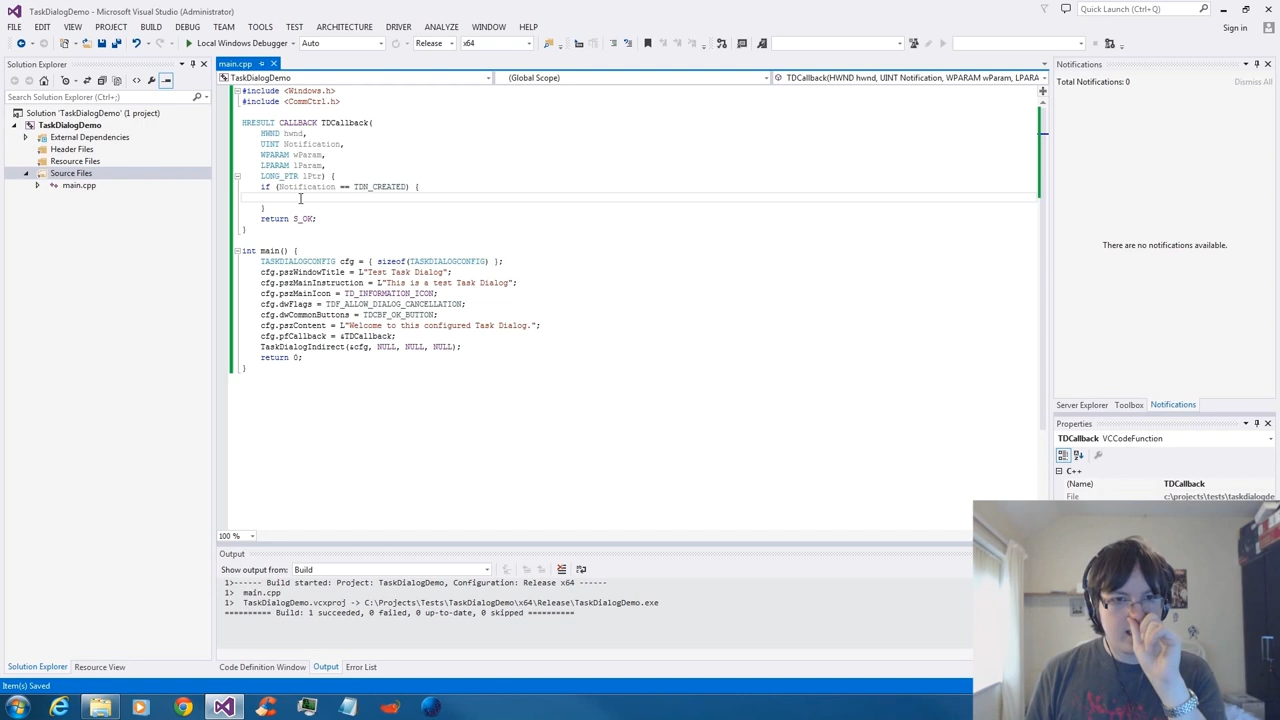 TaskDialogDemo - Microsoft Visual Studio (Administrator)
Quick Launch (Ctrl+Q)
FILE EDIT VIEW PROJECT BUILD DEBUG TEAM TOOLS TEST ARCHITECTURE DRIVER ANALYZE WINDOW HELP
Sign in
Local Windows Debugger Auto Release x64
Solution Explorer
main.cpp
Notifications
TaskDialogDemo
(Global Scope)
TDCallback(HWND hwnd, UINT Notification, WPARAM wParam, LPARA
Total Notifications: 0
Dismiss All
Search Solution Explorer (Ctrl+;)
Solution 'TaskDialogDemo' (1 project)
TaskDialogDemo
External Dependencies
Header Files
Resource Files
Source Files
main.cpp
#include <Windows.h>
#include <CommCtrl.h>
HRESULT CALLBACK TDCallback(
HWND hwnd,
UINT Notification,
WPARAM wParam,
LPARAM lParam,
LONG_PTR lPtr) {
if (Notification == TDN_CREATED) {
}
return S_OK;
}
int main() {
TASKDIALOGCONFIG cfg = { sizeof(TASKDIALOGCONFIG) };
cfg.pszWindowTitle = L"Test Task Dialog";
cfg.pszMainInstruction = L"This is a test Task Dialog";
cfg.pszMainIcon = TD_INFORMATION_ICON;
cfg.dwFlags = TDF_ALLOW_DIALOG_CANCELLATION;
cfg.dwCommonButtons = TDCBF_OK_BUTTON;
cfg.pszContent = L"Welcome to this configured Task Dialog.";
cfg.pfCallback = &TDCallback;
TaskDialogIndirect(&cfg, NULL, NULL, NULL);
return 0;
}
There are no notifications available.
Server Explorer Toolbox Notifications
Properties
TDCallback VCCodeFunction
C++
(Name) TDCallback
File c:\projects\tests\taskdialogde
100 %
Output
Show output from: Build
1>------ Build started: Project: TaskDialogDemo, Configuration: Release x64 ------
1> main.cpp
1> TaskDialogDemo.vcxproj -> C:\Projects\Tests\TaskDialogDemo\x64\Release\TaskDialogDemo.exe
========== Build: 1 succeeded, 0 failed, 0 up-to-date, 0 skipped ==========
Solution Explorer Resource View
Code Definition Window Output Error List
Item(s) Saved